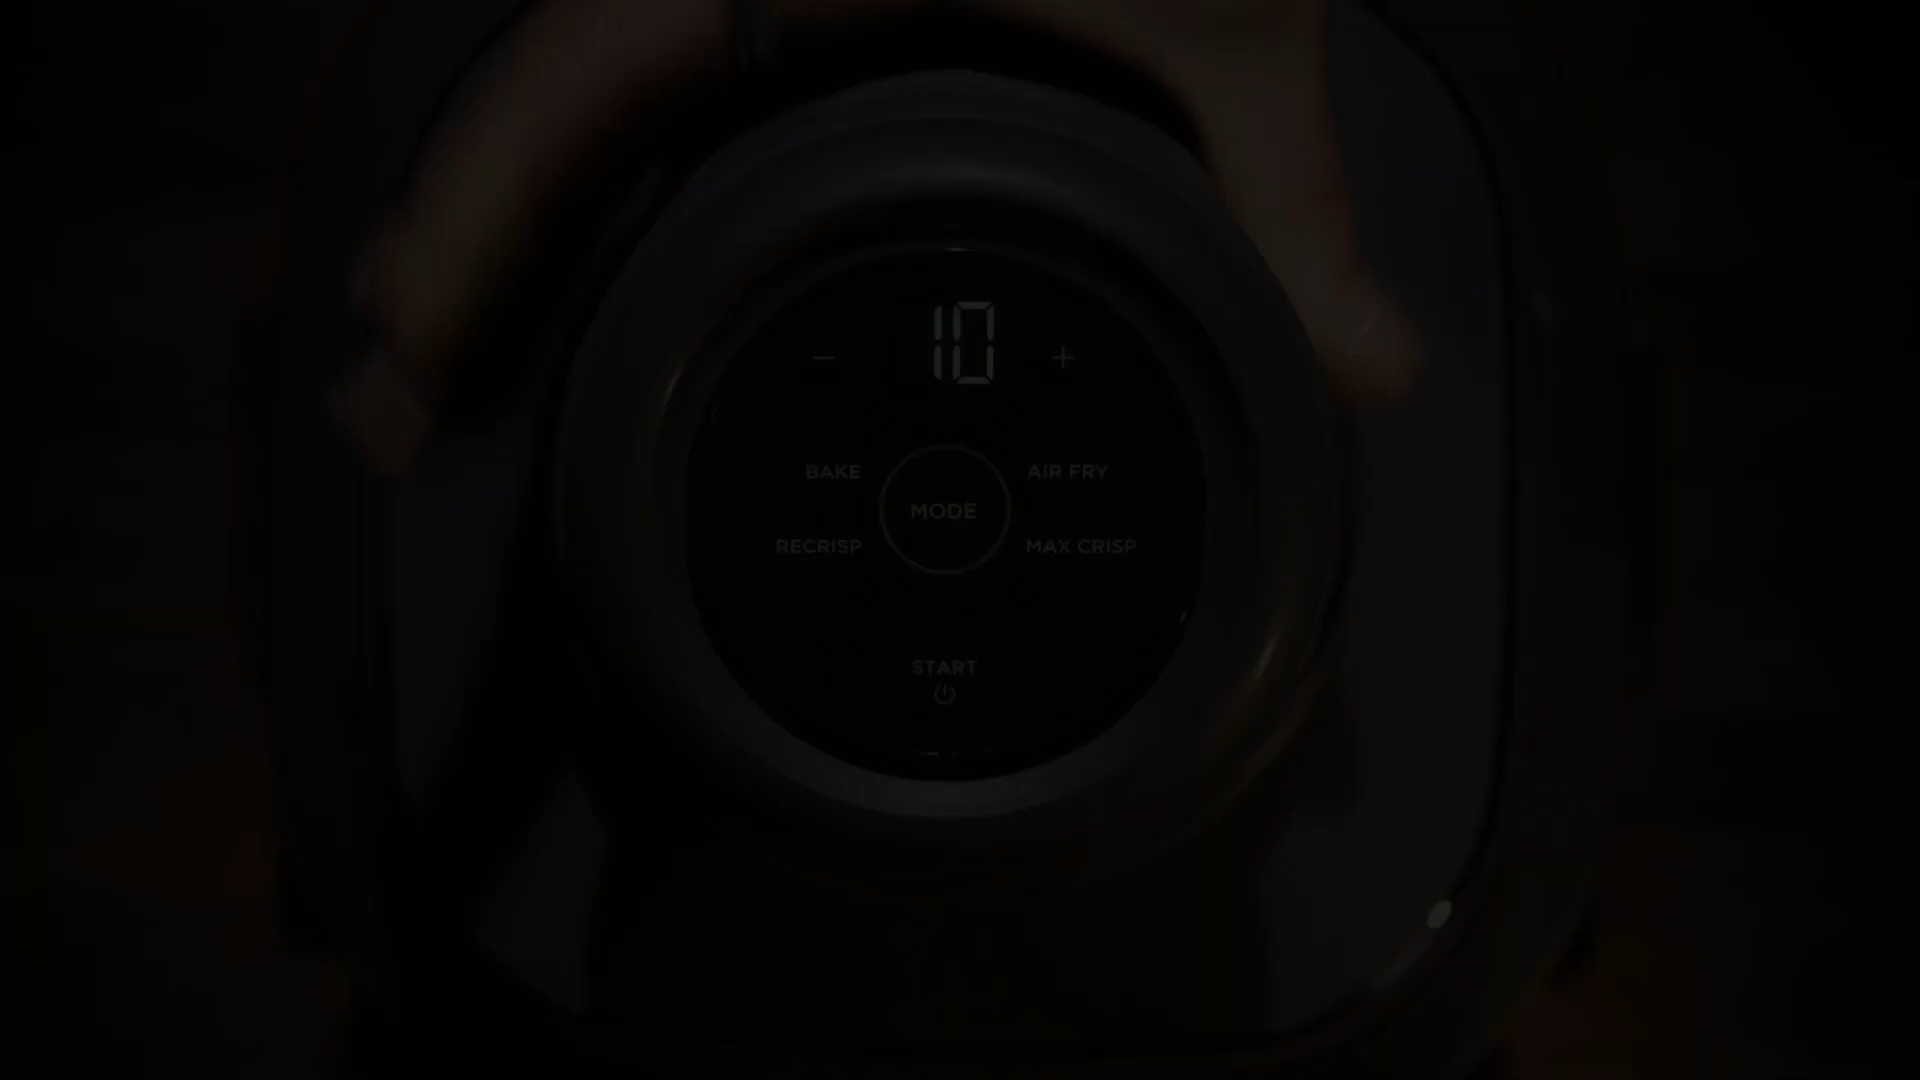 − 10 +
BAKE AIR FRY
MODE
RECRISP MAX CRISP
START